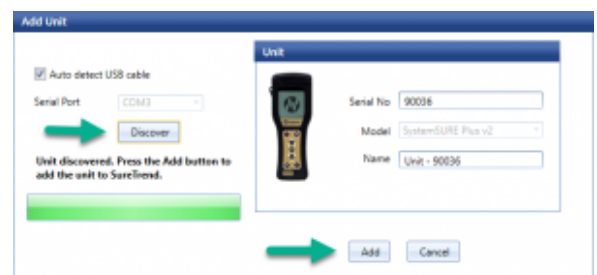 Add Unit
Unit
Auto detect USB cable
Serial Port
COM3
Discover
Unit discovered. Press the Add button to
add the unit to SureTrend.
Serial No
90036
Model
SystemSURE Plus v2
Name
Unit - 90036
Add
Cancel